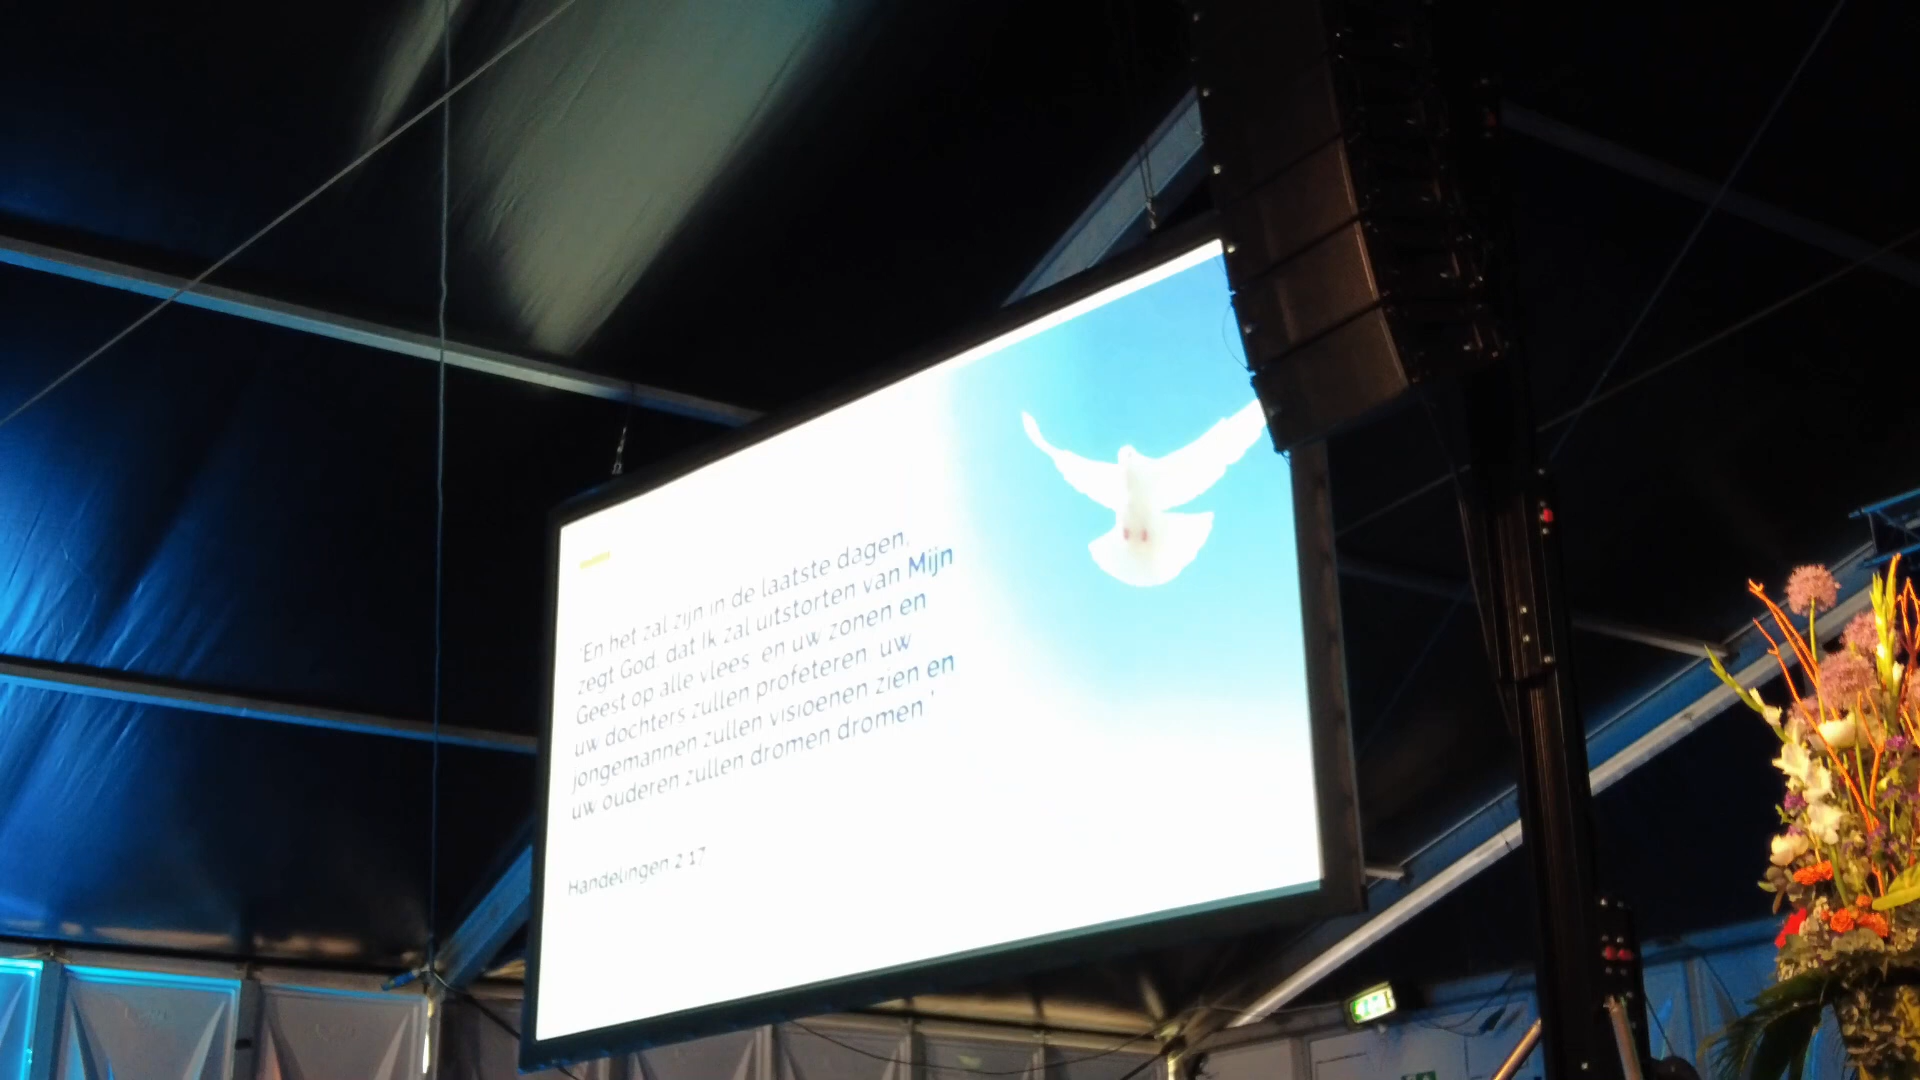 'En het zal zijn in de laatste dagen,
zegt God, dat Ik zal uitstorten van Mijn
Geest op alle vlees, en uw zonen en
uw dochters zullen profeteren, uw
jongemannen zullen visioenen zien en
uw ouderen zullen dromen dromen'
Handelingen 2:17